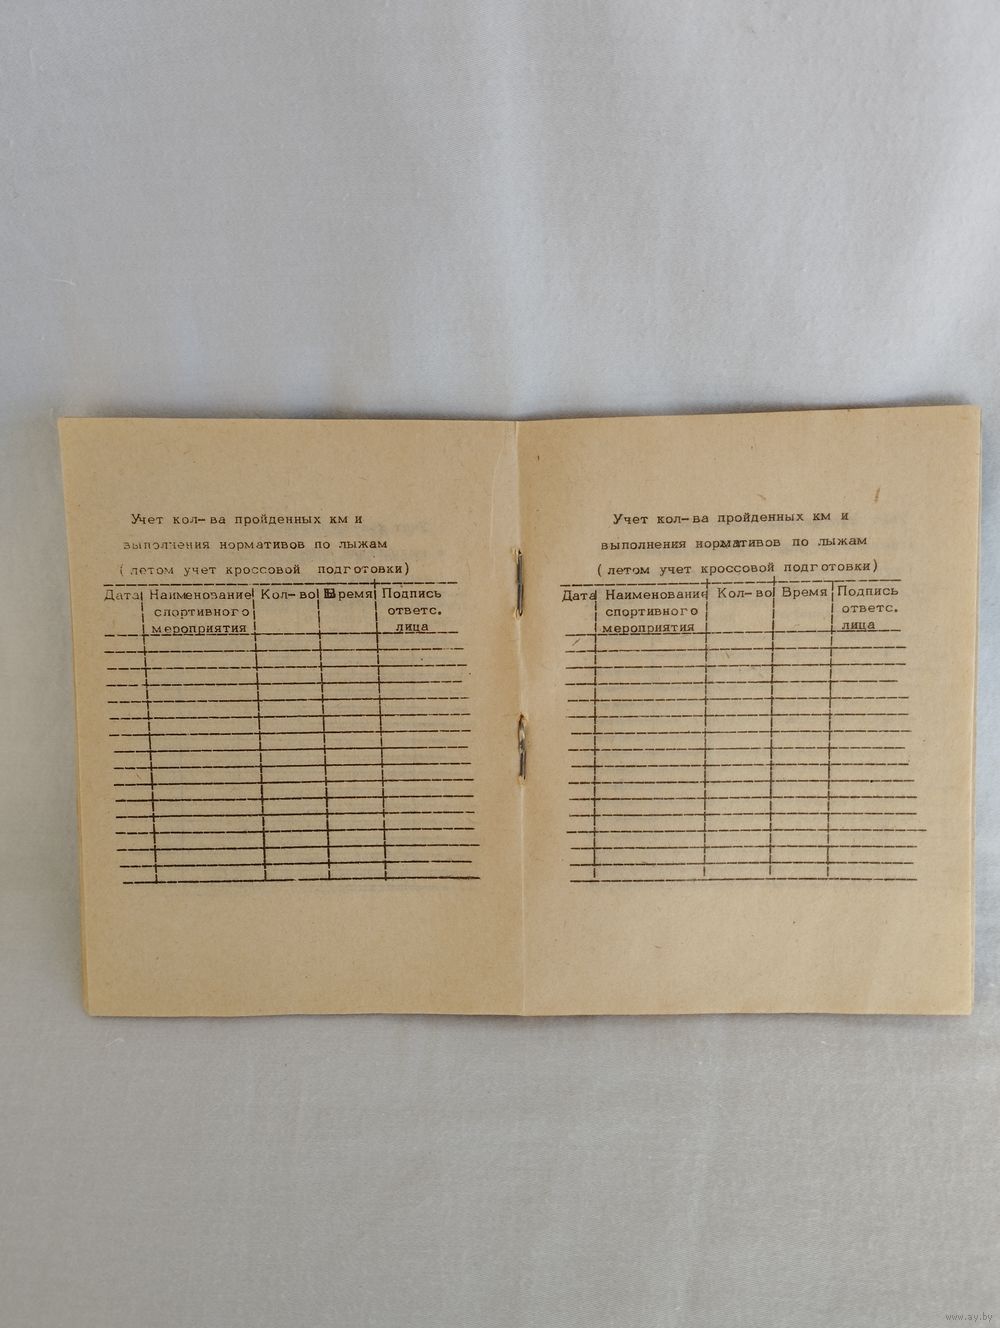 Учет кол-ва пройденных км и
выполнения нормативов по лыжам
(летом учет кроссовой подготовки)
Дата Наименование Кол-во Время Подпись
спортивного ответс.
мероприятия лица
Учет кол-ва пройденных км и
выполнения нормативов по лыжам
(летом учет кроссовой подготовки)
Дата Наименование Кол-во Время Подпись
спортивного ответс.
мероприятия лица
www.ay.by